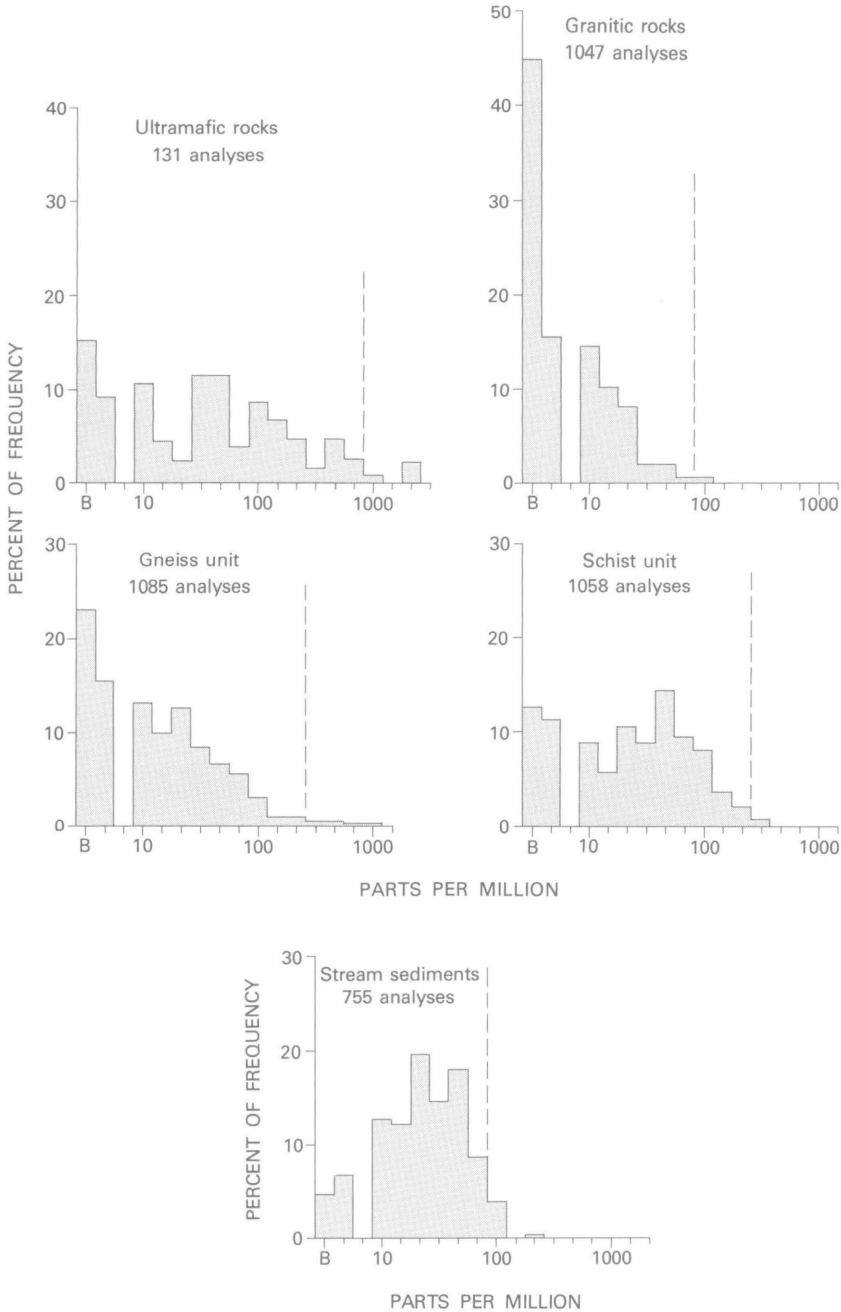 50
Granitic rocks
1047 analyses
40
30
20
10
0
B 10 100 1000
40
Ultramafic rocks
131 analyses
30
20
10
0
B 10 100 1000
PERCENT OF FREQUENCY
30
Gneiss unit
1085 analyses
20
10
0
B 10 100 1000
30
Schist unit
1058 analyses
20
10
0
B 10 100 1000
PARTS PER MILLION
30
Stream sediments
755 analyses
20
10
0
B 10 100 1000
PERCENT OF FREQUENCY
PARTS PER MILLION